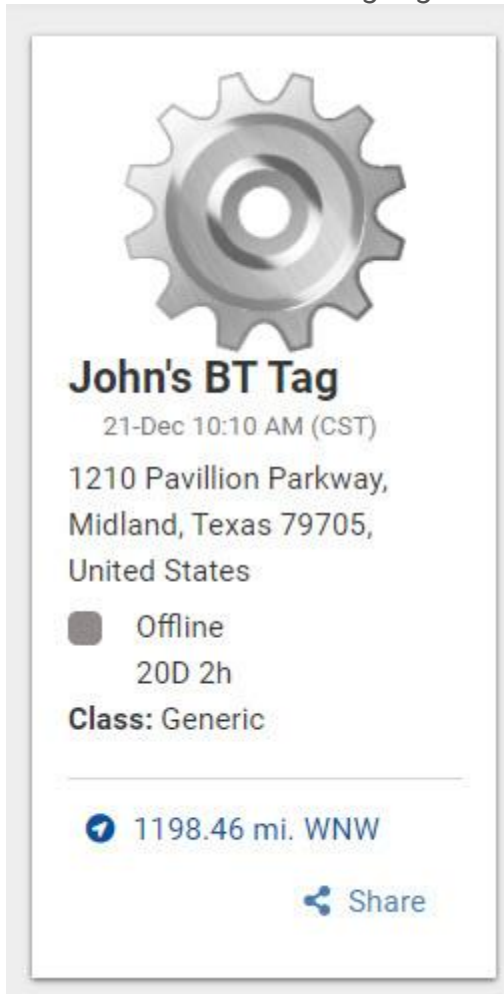 John's BT Tag
21-Dec 10:10 AM (CST)
1210 Pavillion Parkway,
Midland, Texas 79705,
United States
Offline
20D 2h
Class: Generic
1198.46 mi. WNW
Share